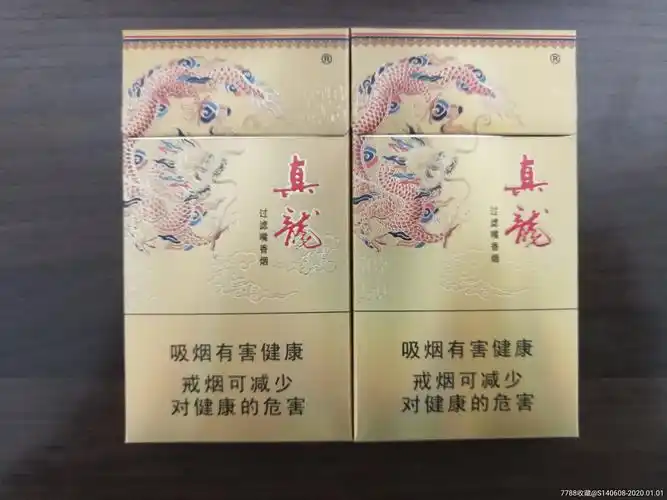 ®
真龍
过滤嘴香烟
吸烟有害健康
戒烟可减少
对健康的危害
®
真龍
过滤嘴香烟
吸烟有害健康
戒烟可减少
对健康的危害
7788收藏@S140608-2020.01.01